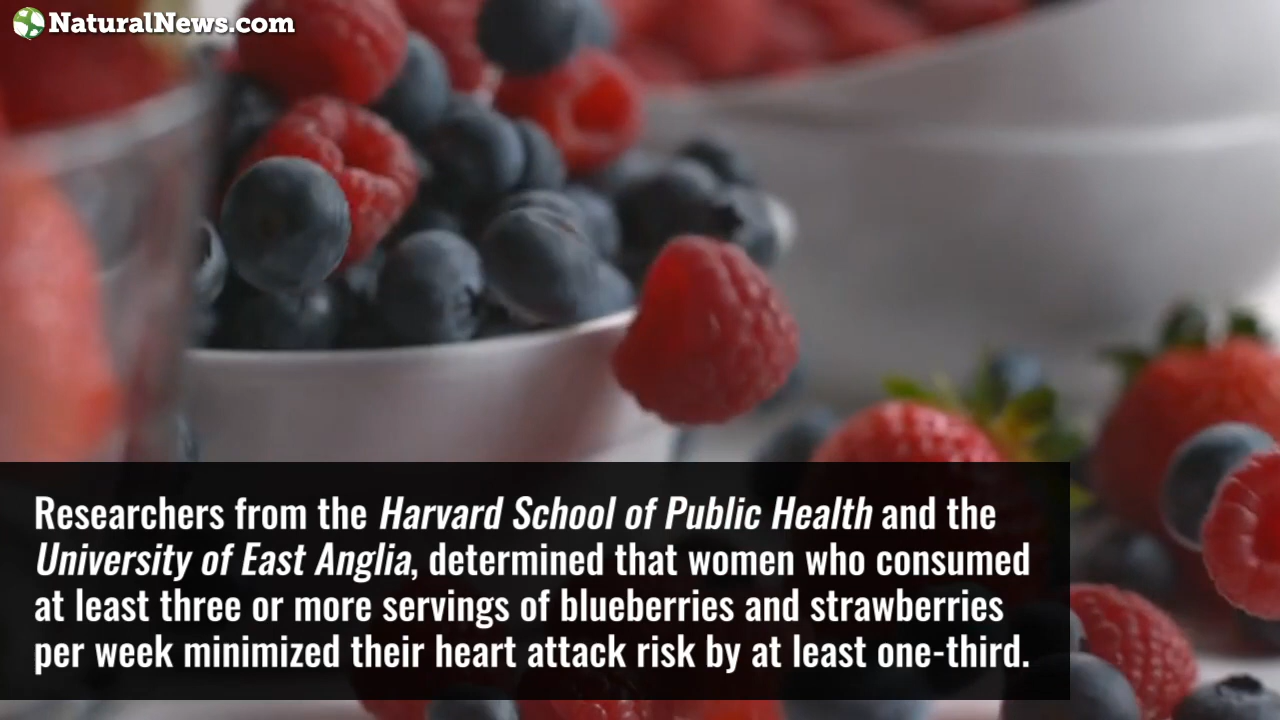 NaturalNews.com
Researchers from the Harvard School of Public Health and the
University of East Anglia, determined that women who consumed
at least three or more servings of blueberries and strawberries
per week minimized their heart attack risk by at least one-third.